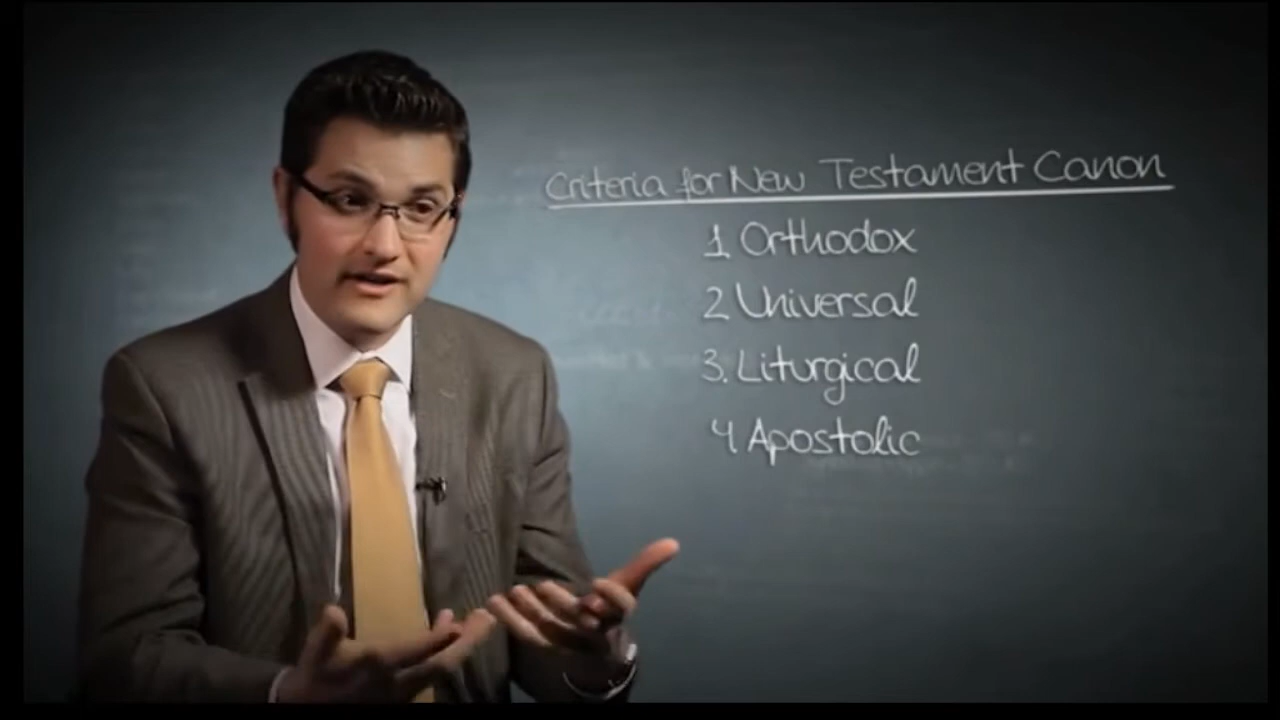 Criteria for New Testament Canon
1 Orthodox
2 Universal
3. Liturgical
4 Apostolic